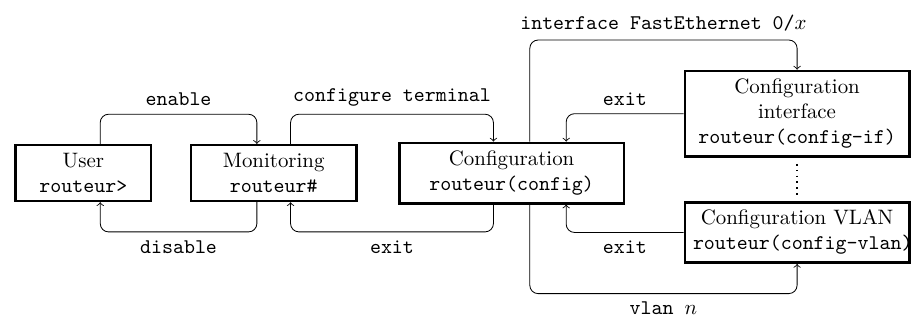 interface FastEthernet 0/x
enable
configure terminal
exit
Configuration
interface
routeur(config-if)
User
routeur>
Monitoring
routeur#
Configuration
routeur(config)
Configuration VLAN
routeur(config-vlan)
disable
exit
exit
vlan n